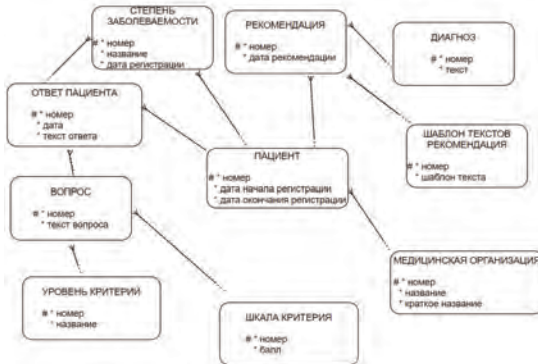 СТЕПЕНЬ
ЗАБОЛЕВАЕМОСТИ
# * номер
* название
* дата регистрации
РЕКОМЕНДАЦИЯ
# * номер
* дата рекомендации
ДИАГНОЗ
# * номер
* текст
ОТВЕТ ПАЦИЕНТА
# * номер
* дата
* текст ответа
ШАБЛОН ТЕКСТОВ
РЕКОМЕНДАЦИЯ
# * номер
* шаблон текста
ПАЦИЕНТ
# * номер
* дата начала регистрации
* дата окончания регистрации
ВОПРОС
# * номер
* текст вопроса
МЕДИЦИНСКАЯ ОРГАНИЗАЦИЯ
# * номер
* название
* краткое название
УРОВЕНЬ КРИТЕРИЙ
# * номер
* название
ШКАЛА КРИТЕРИЯ
# * номер
* балл